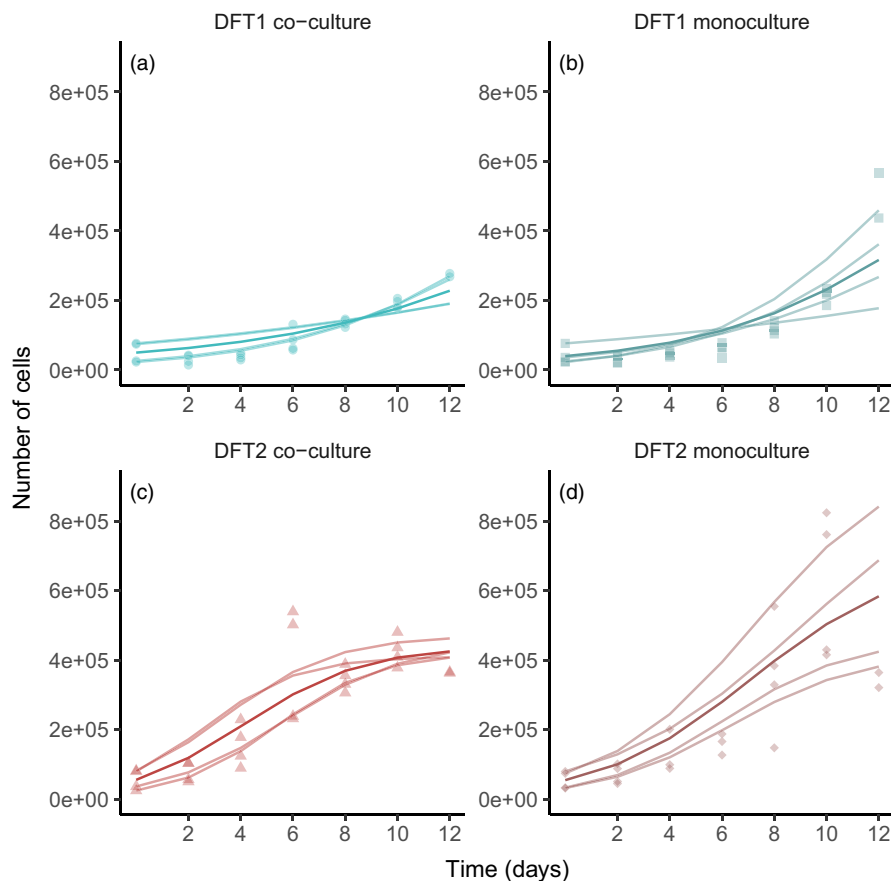 DFT1 co−culture
DFT1 monoculture
(a)
(b)
8e+05
6e+05
4e+05
2e+05
0e+00
2 4 6 8 10 12
8e+05
6e+05
4e+05
2e+05
0e+00
2 4 6 8 10 12
DFT2 co−culture
DFT2 monoculture
(c)
(d)
8e+05
6e+05
4e+05
2e+05
0e+00
2 4 6 8 10 12
8e+05
6e+05
4e+05
2e+05
0e+00
2 4 6 8 10 12
Number of cells
Time (days)